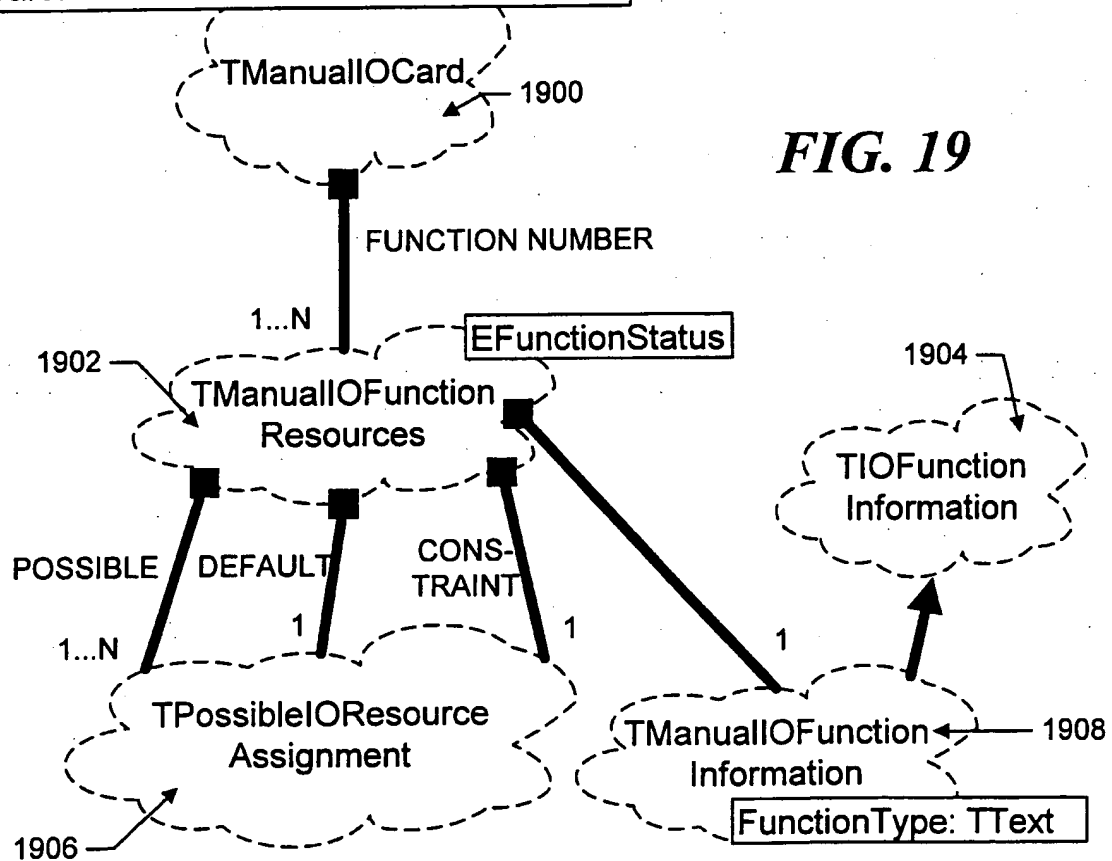 TManualIOCard
1900
FIG. 19
FUNCTION NUMBER
1...N
EFunctionStatus
1902
1904
TManualIOFunction
Resources
TIOFunction
Information
POSSIBLE
DEFAULT
CONS-
TRAINT
1...N
1
1
1
TPossibleIOResource
Assignment
TManualIOFunction
Information
1908
FunctionType: TText
1906